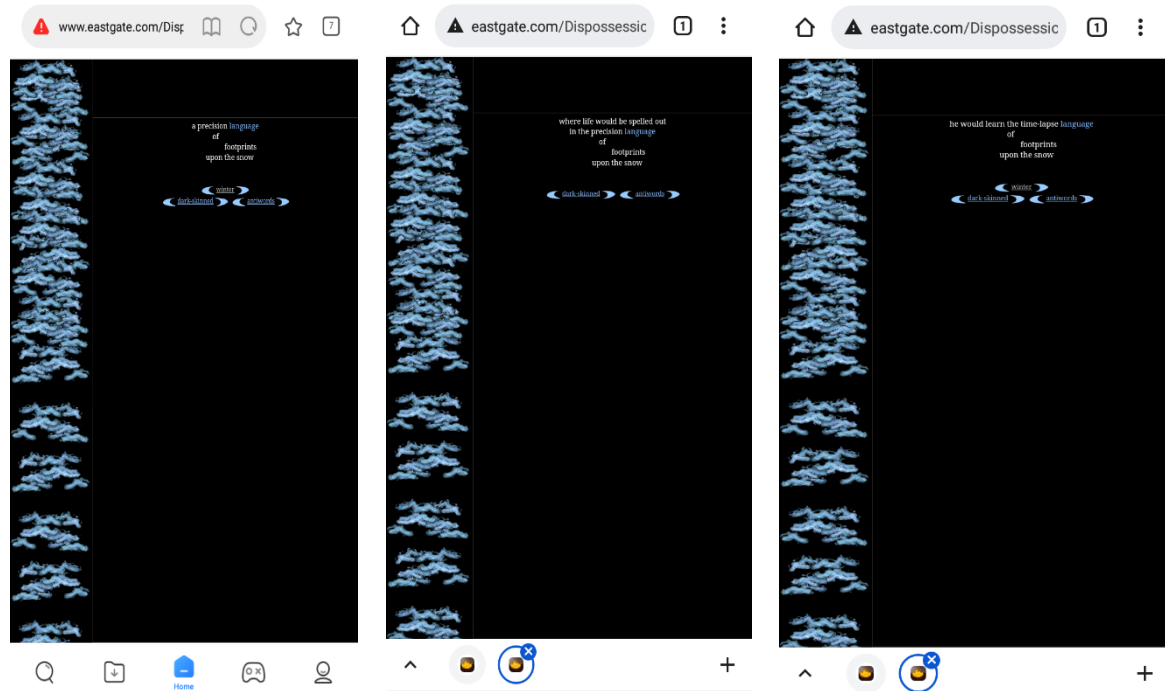 www.eastgate.com/Disp
7
a precision language
of
footprints
upon the snow
winter
dark-skinned
antiwords
Home
eastgate.com/Dispossessic
1
where life would be spelled out
in the precision language
of
footprints
upon the snow
dark-skinned
antiwords
eastgate.com/Dispossessic
1
he would learn the time-lapse language
of
footprints
upon the snow
winter
dark-skinned
antiwords